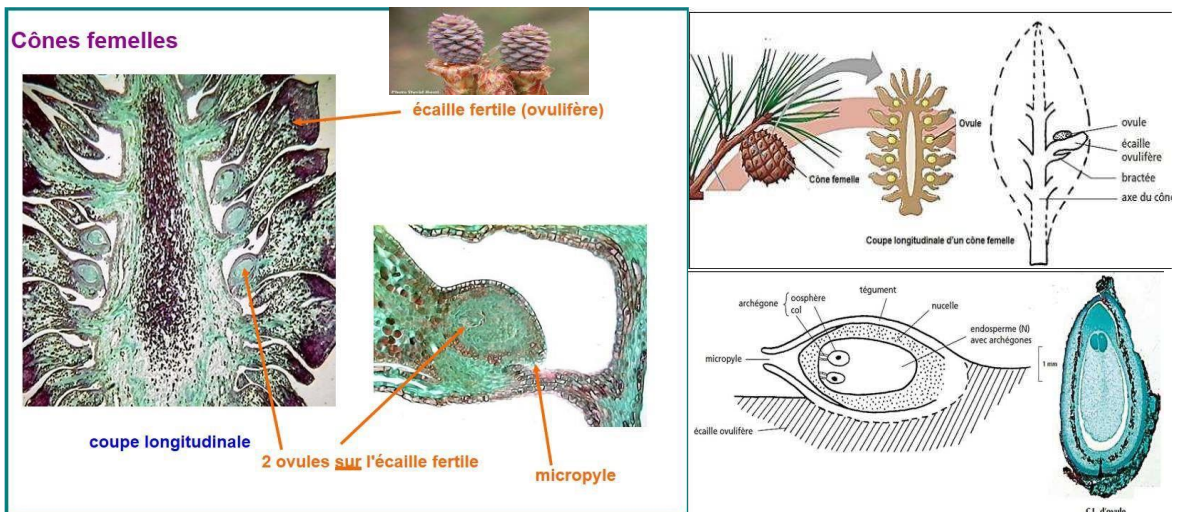 Cônes femelles
écaille fertile (ovulifère)
coupe longitudinale
2 ovules sur l'écaille fertile
micropyle
Ovule
Cône femelle
Coupe longitudinale d'un cône femelle
ovule
écaille
ovulifère
bractée
axe du côn
tégument
archégone
oosphère
col
nucelle
endosperme (N)
avec archégones
micropyle
écaille ovulifère
1 mm
C.L. d'ovule